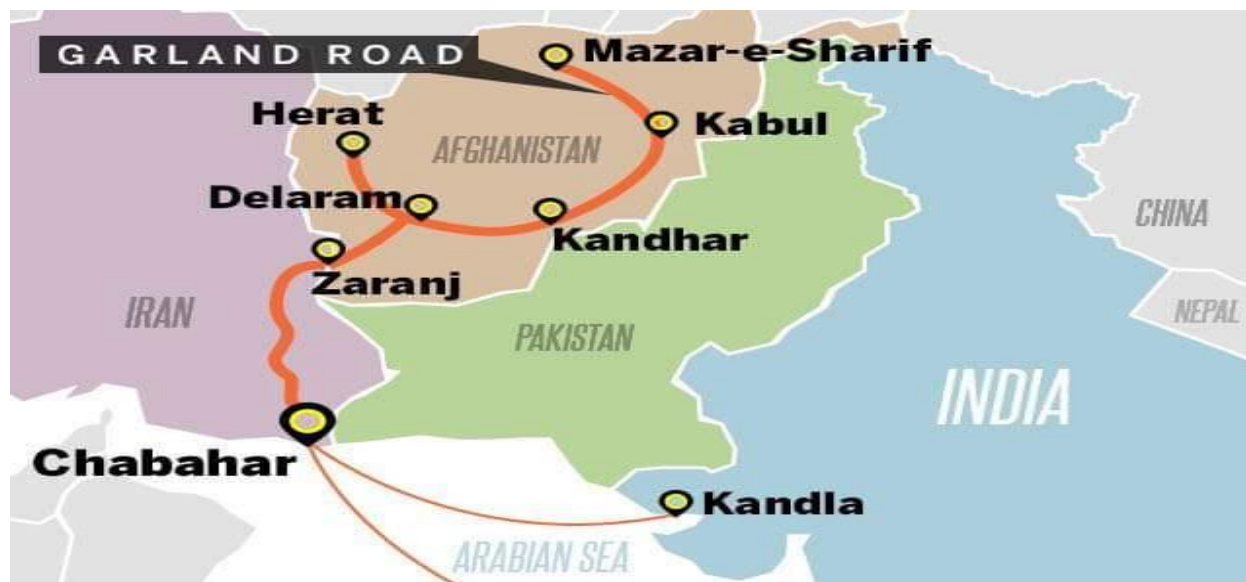 GARLAND ROAD
Mazar-e-Sharif
Herat
Kabul
AFGHANISTAN
Delaram
CHINA
Kandhar
Zaranj
IRAN
NEPAL
PAKISTAN
INDIA
Chabahar
Kandla
ARABIAN SEA